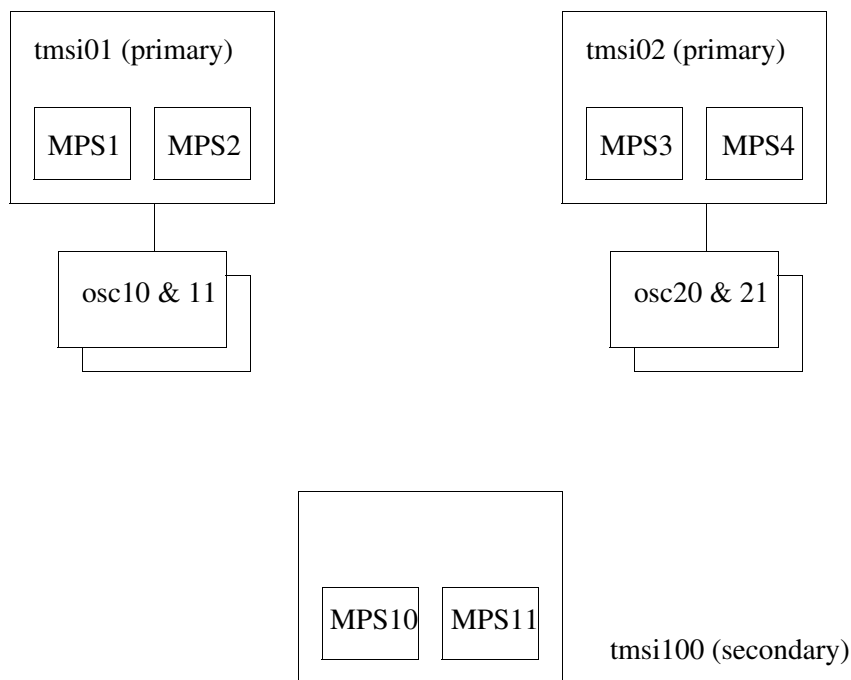 tmsi01 (primary)
tmsi02 (primary)
MPS1
MPS2
MPS3
MPS4
osc10 & 11
osc20 & 21
MPS10
MPS11
tmsi100 (secondary)